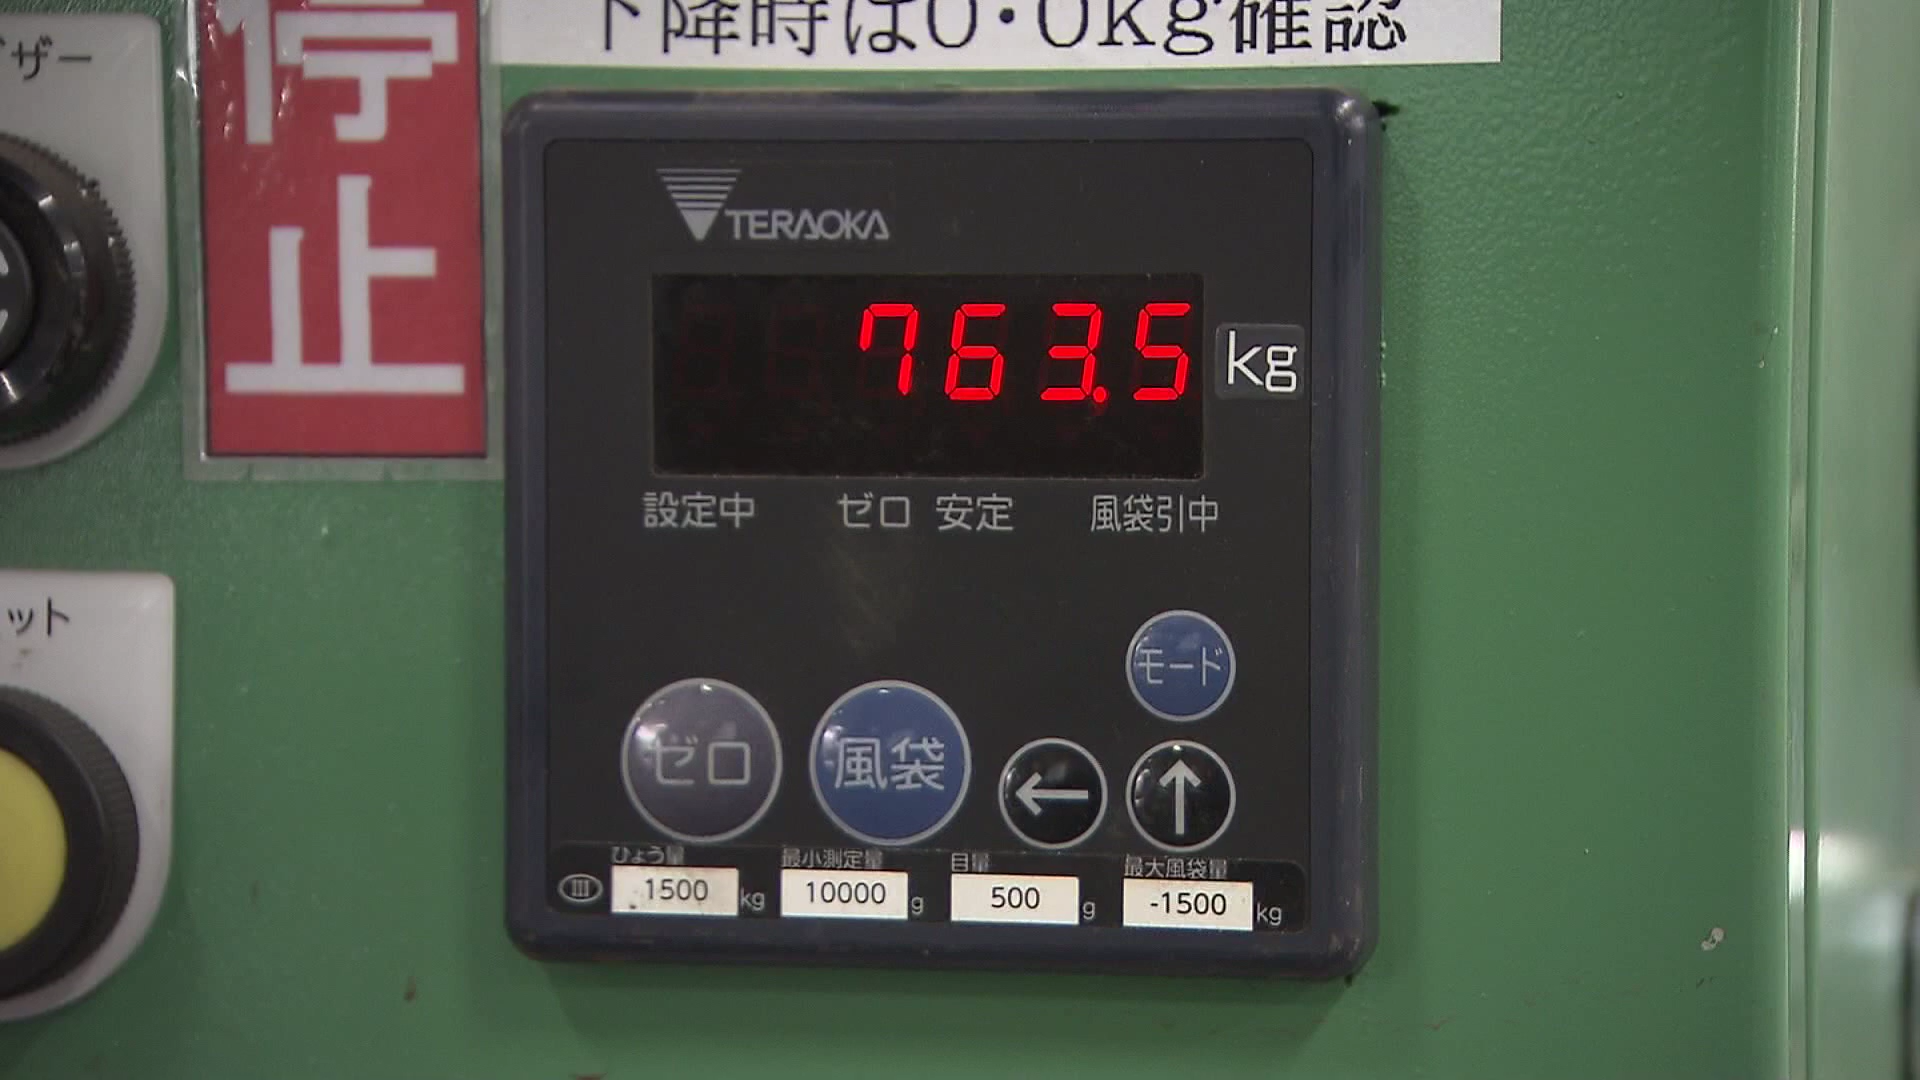 下降時は0・0Kg確認
ザー
停
止
TERAOKA
763.5 kg
設定中 ゼロ 安定 風袋引中
ット
モード
ゼロ 風袋 ← ↑
ひょう量 最小測定量 目量 最大風袋量
III 1500 kg 10000 g 500 g -1500 kg